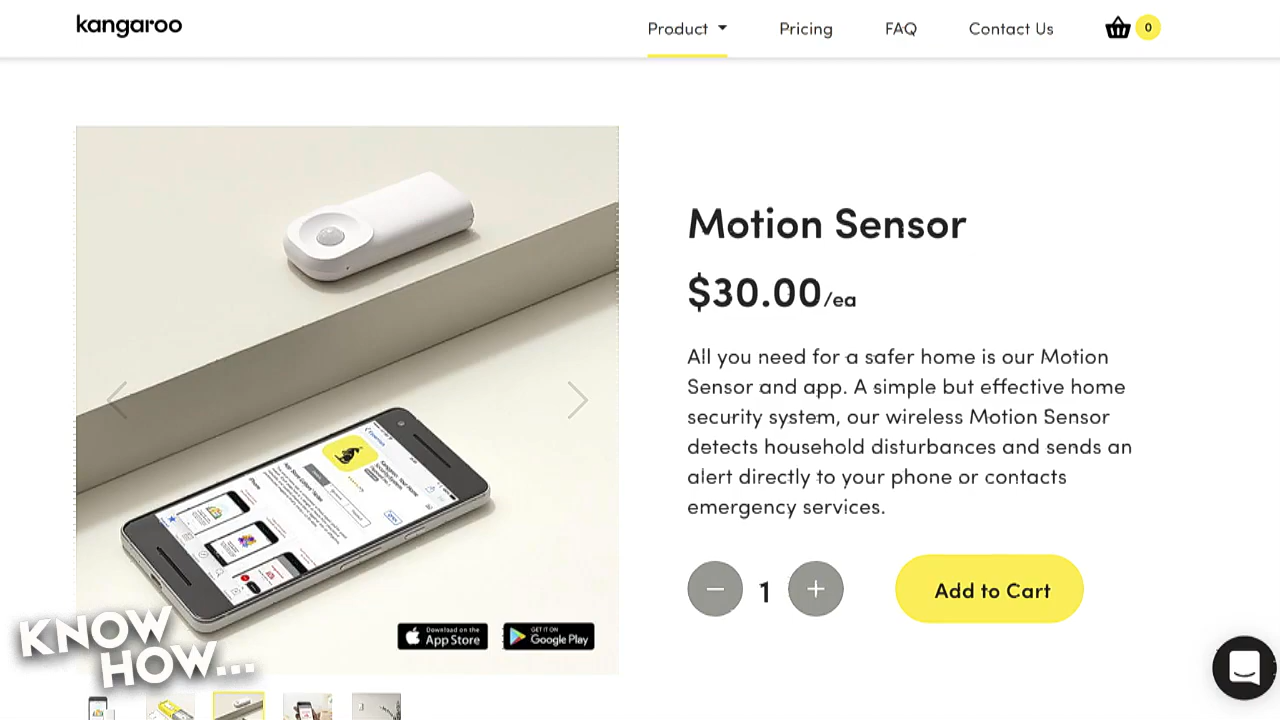 kangaroo
Product
Pricing
FAQ
Contact Us
0
Motion Sensor
$30.00/ea
All you need for a safer home is our Motion
Sensor and app. A simple but effective home
security system, our wireless Motion Sensor
detects household disturbances and sends an
alert directly to your phone or contacts
emergency services.
1
Add to Cart
Download on the
App Store
GET IT ON
Google Play
KNOW
HOW...